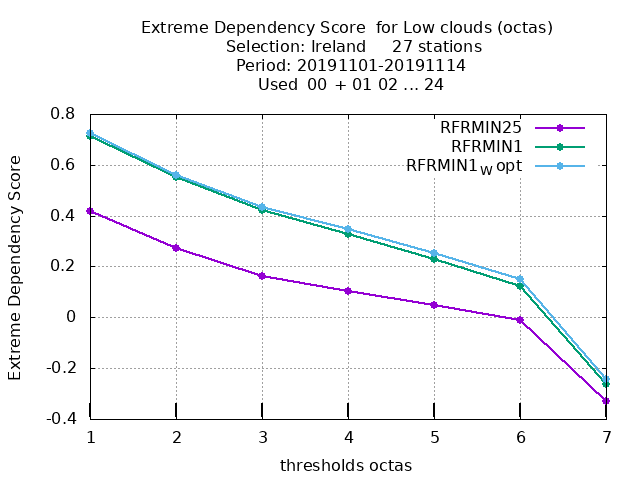 Extreme Dependency Score  for Low clouds (octas)
Selection: Ireland     27 stations
Period: 20191101-20191114
Used  00  + 01 02 ... 24
RFRMIN25
RFRMIN1
RFRMIN1W opt
Extreme Dependency Score
0.8
0.6
0.4
0.2
0
-0.2
-0.4
1 2 3 4 5 6 7
thresholds octas